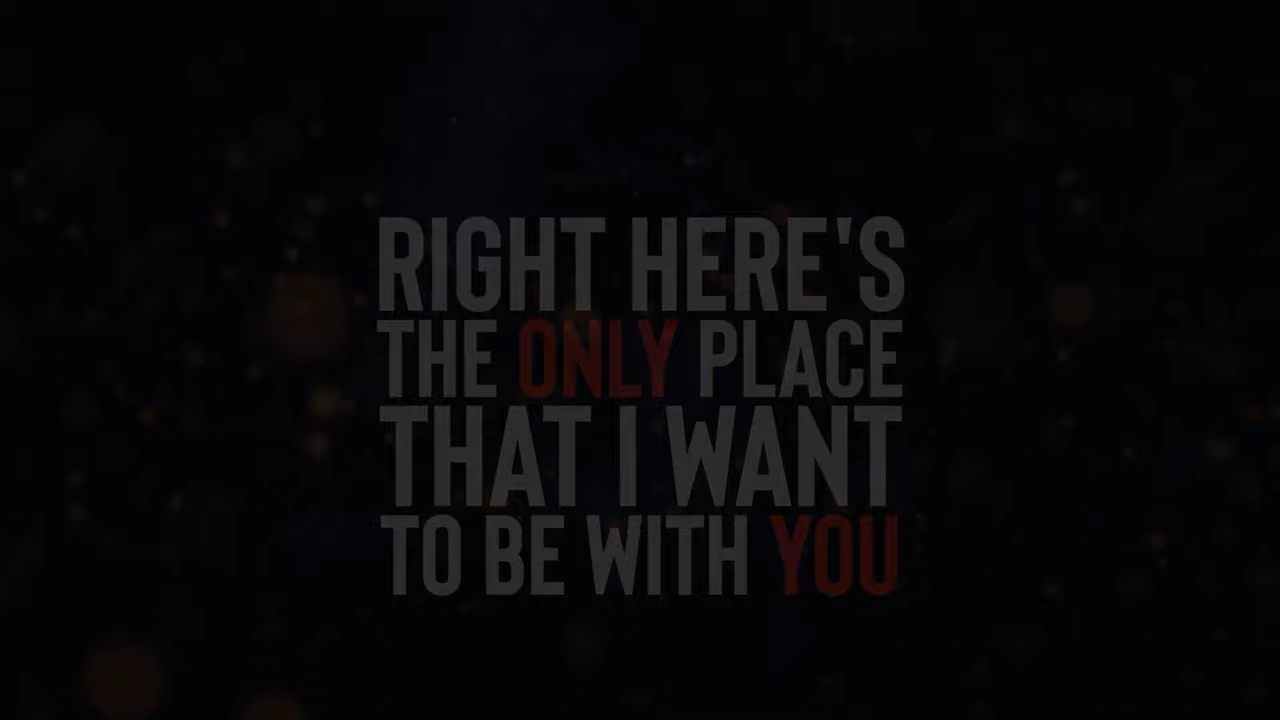 RIGHT HERE'S
THE ONLY PLACE
THAT I WANT
TO BE WITH YOU